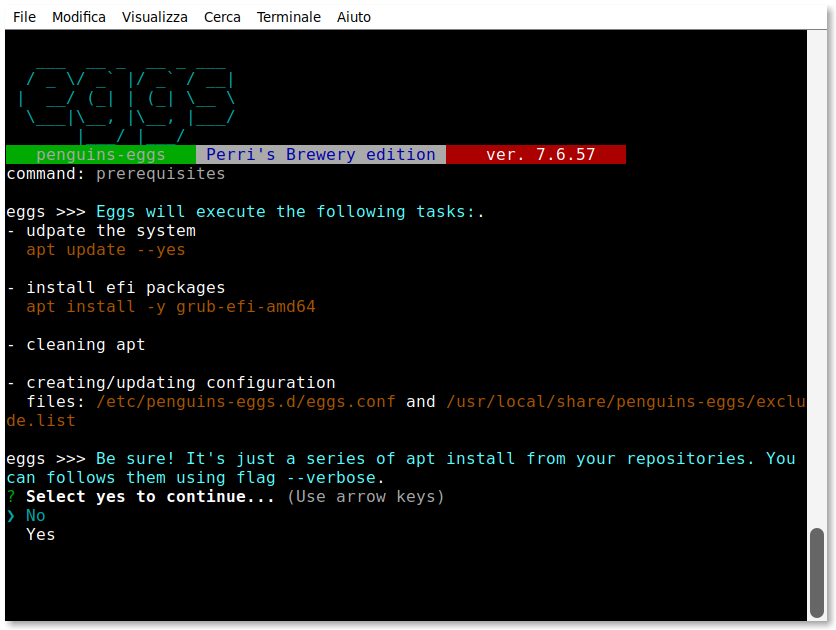 File Modifica Visualizza Cerca Terminale Aiuto
eggs
penguins-eggs Perri's Brewery edition ver. 7.6.57
command: prerequisites
eggs >>> Eggs will execute the following tasks:.
- udpate the system
apt update --yes
- install efi packages
apt install -y grub-efi-amd64
- cleaning apt
- creating/updating configuration
files: /etc/penguins-eggs.d/eggs.conf and /usr/local/share/penguins-eggs/exclu
de.list
eggs >>> Be sure! It's just a series of apt install from your repositories. You
can follows them using flag --verbose.
? Select yes to continue... (Use arrow keys)
❯ No
Yes